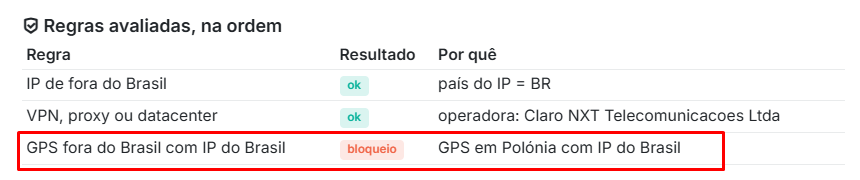 Regras avaliadas, na ordem
Regra Resultado Por quê
IP de fora do Brasil ok país do IP = BR
VPN, proxy ou datacenter ok operadora: Claro NXT Telecomunicacoes Ltda
GPS fora do Brasil com IP do Brasil bloqueio GPS em Polónia com IP do Brasil